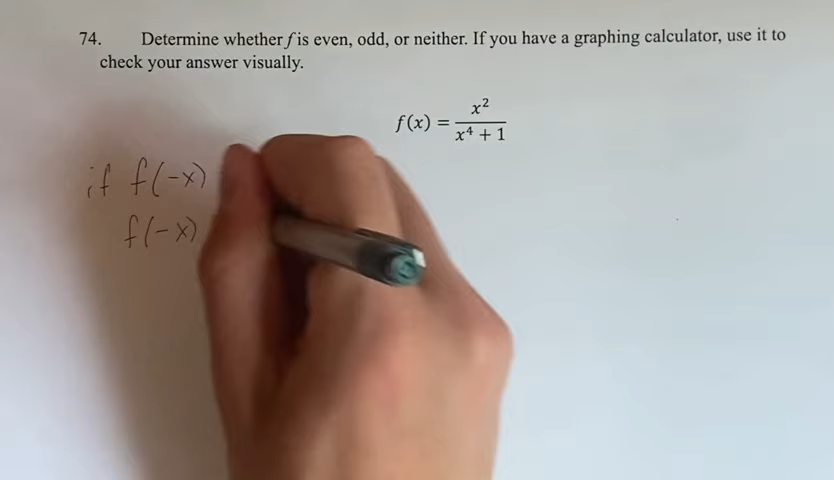 74. Determine whether f is even, odd, or neither. If you have a graphing calculator, use it to
check your answer visually.
f(x) = x²/(x⁴ + 1)
if f(-x)
f(-x)